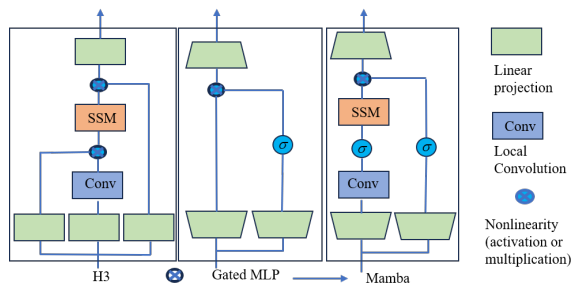 SSM
Conv
σ
SSM
σ
σ
Conv
Linear
projection
Conv
Local
Convolution
Nonlinearity
(activation or
multiplication)
H3
Gated MLP
Mamba